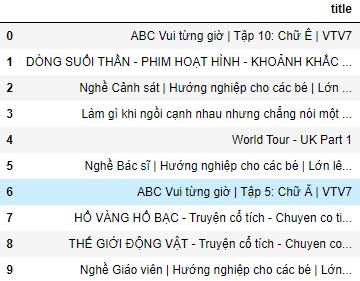 title
0 ABC Vui từng giờ | Tập 10: Chữ Ê | VTV7
1 DÒNG SUỐI THẦN - PHIM HOẠT HÌNH - KHOẢNH KHẮC ...
2 Nghề Cảnh sát | Hướng nghiệp cho các bé | Lớn ...
3 Làm gì khi ngồi cạnh nhau nhưng chẳng nói một ...
4 World Tour - UK Part 1
5 Nghề Bác sĩ | Hướng nghiệp cho các bé | Lớn lê...
6 ABC Vui từng giờ | Tập 5: Chữ Ă | VTV7
7 HỒ VÀNG HỒ BẠC - Truyện cổ tích - Chuyen co ti...
8 THẾ GIỚI ĐỘNG VẬT - Truyện cổ tích - Chuyen co...
9 Nghề Giáo viên | Hướng nghiệp cho các bé | Lớn...